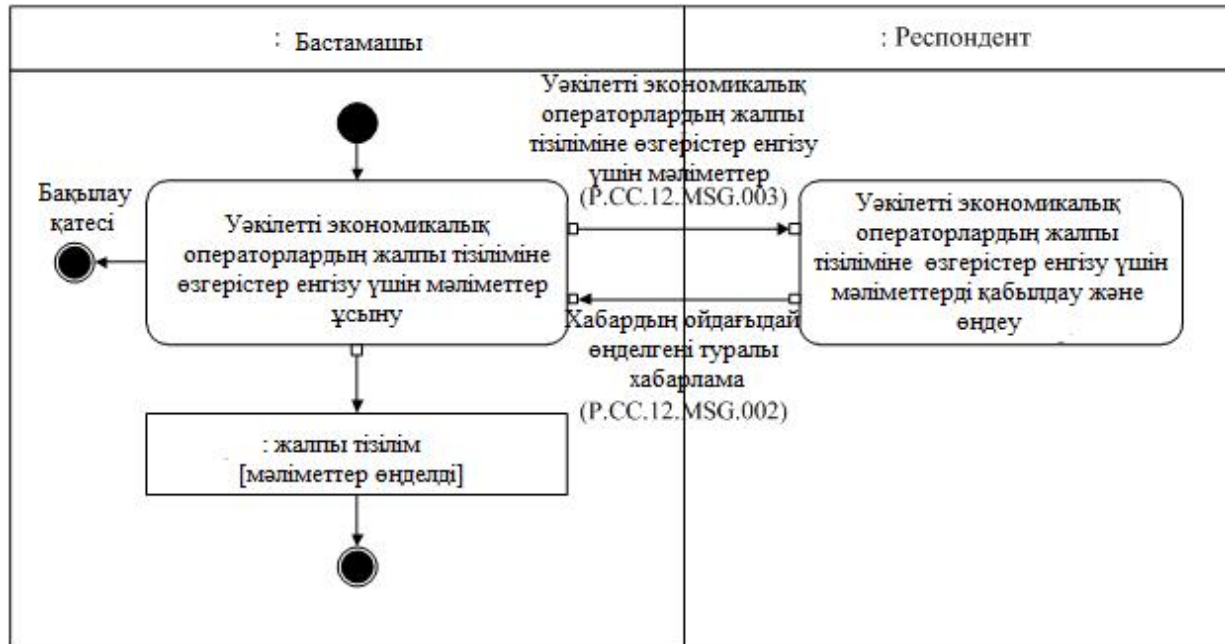 : Бастамашы
: Респондент
Уәкілетті экономикалық
операторлардың жалпы
тізіліміне өзгерістер енгізу
үшін мәліметтер
(P.CC.12.MSG.003)
Бақылау
қатесі
Уәкілетті экономикалық
операторлардың жалпы тізіліміне
өзгерістер енгізу үшін мәліметтер
ұсыну
Уәкілетті экономикалық
операторлардың жалпы
тізіліміне өзгерістер енгізу үшін
мәліметтерді қабылдау және
өңдеу
Хабардың ойдағыдай
өңделгені туралы
хабарлама
(P.CC.12.MSG.002)
: жалпы тізілім
[мәліметтер өңделді]